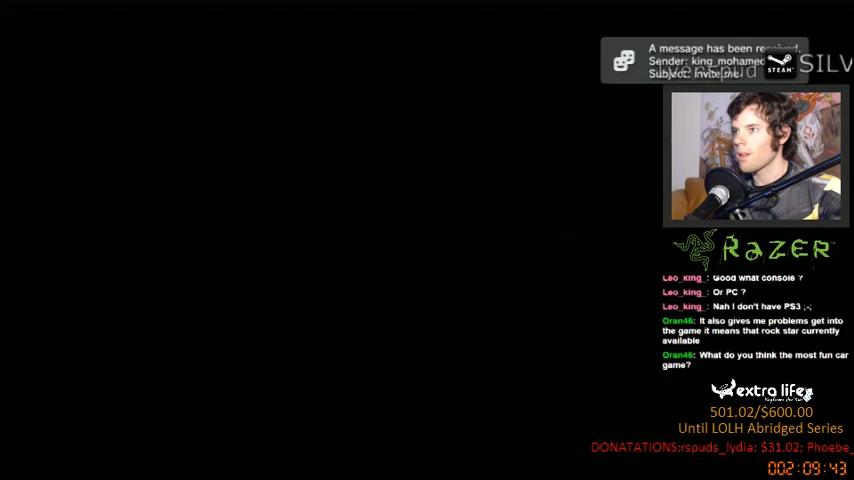 A message has been received.
Sender: king_mohamed
Subject: invite me
STEAM
SILV
RAZER
Leo_king_: Good what console ?
Leo_king_: Or PC ?
Leo_king_: Nah I don't have PS3 ;-;
Oran46: It also gives me problems get into
the game it means that rock star currently
available
Oran46: What do you think the most fun car
game?
extra life
501.02/$600.00
Until LOLH Abridged Series
DONATATIONS:rspuds_lydia: $31.02; Phoebe_
002:09:43